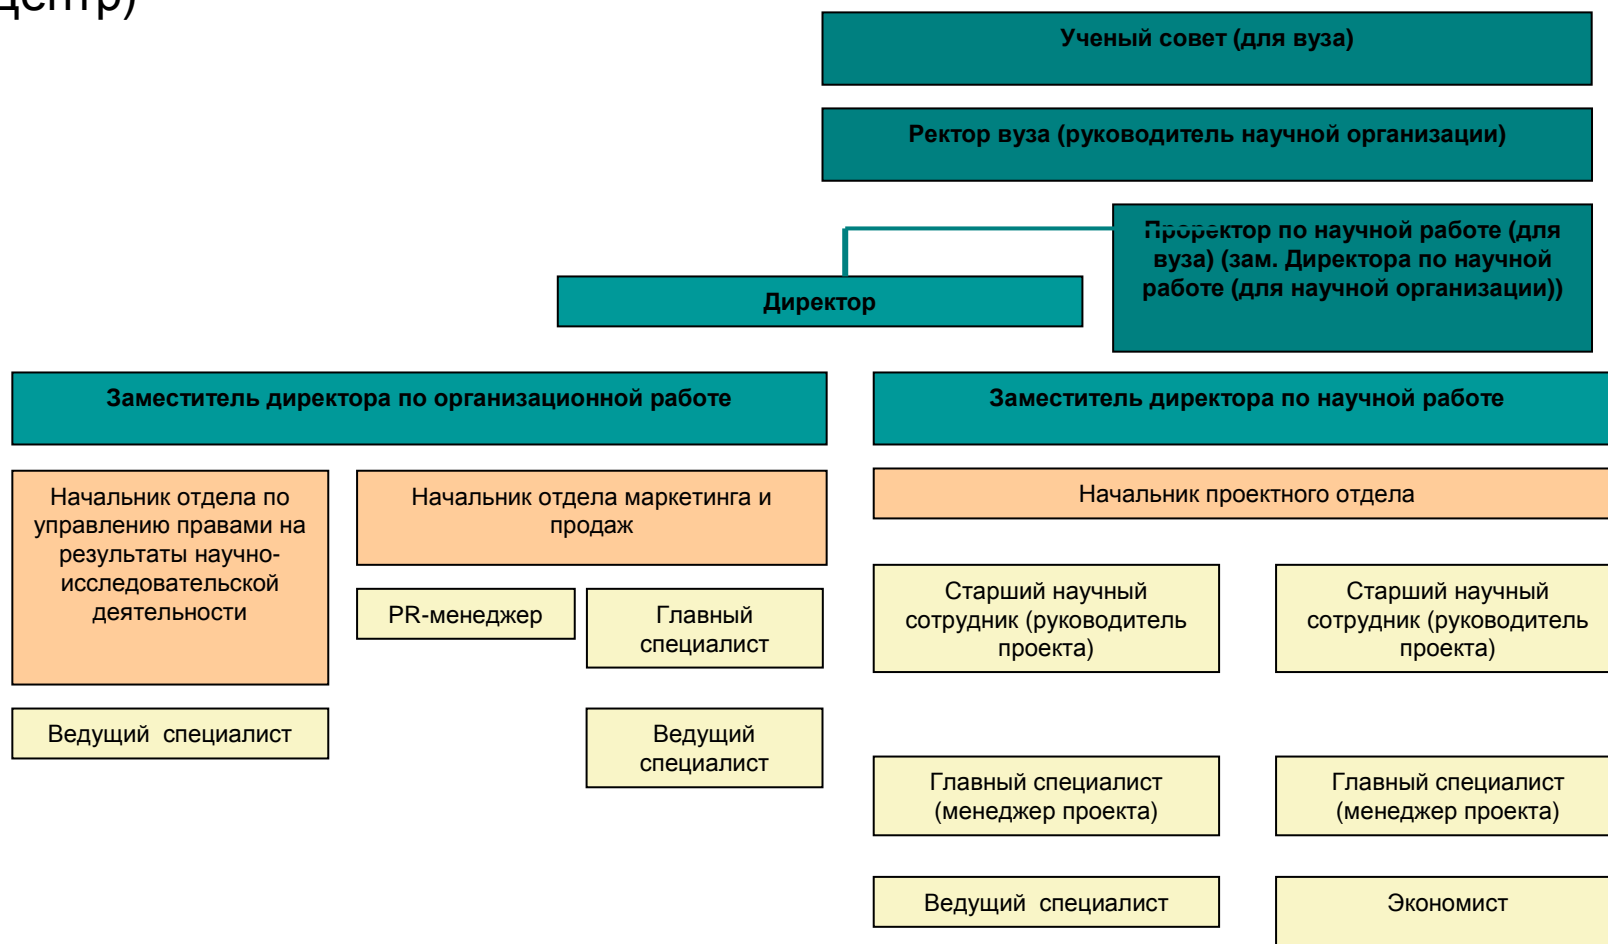 центр)
Ученый совет (для вуза)
Ректор вуза (руководитель научной организации)
Проректор по научной работе (для
вуза) (зам. Директора по научной
работе (для научной организации))
Директор
Заместитель директора по организационной работе
Заместитель директора по научной работе
Начальник отдела по
управлению правами на
результаты научно-
исследовательской
деятельности
Начальник отдела маркетинга и
продаж
Начальник проектного отдела
PR-менеджер
Главный
специалист
Старший научный
сотрудник (руководитель
проекта)
Старший научный
сотрудник (руководитель
проекта)
Ведущий  специалист
Ведущий
специалист
Главный специалист
(менеджер проекта)
Главный специалист
(менеджер проекта)
Ведущий  специалист
Экономист